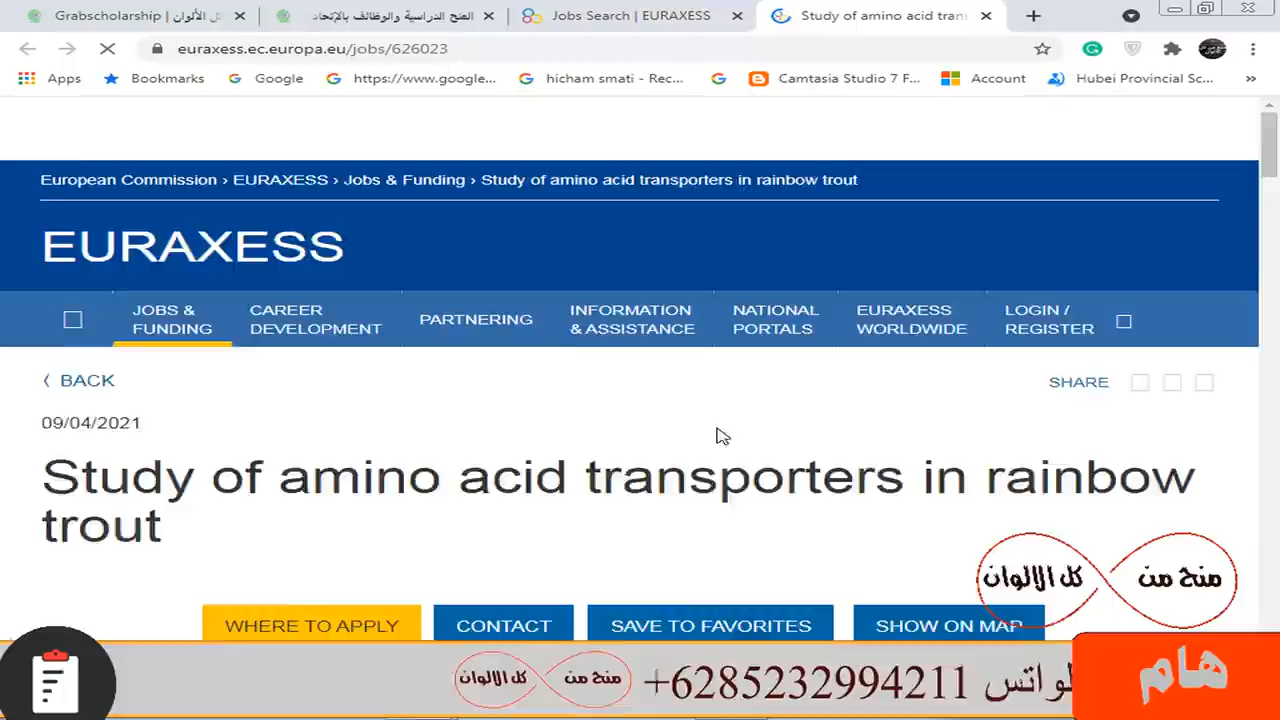 Grabscholarship | كل الألوان
المنح الدراسية والوظائف بالإتحاد
Jobs Search | EURAXESS
Study of amino acid trans
euraxess.ec.europa.eu/jobs/626023
Apps
Bookmarks
Google
https://www.google...
hicham smati - Rec...
Camtasia Studio 7 F...
Account
Hubei Provincial Sc...
»
European Commission › EURAXESS › Jobs & Funding › Study of amino acid transporters in rainbow trout
EURAXESS
JOBS &
FUNDING
CAREER
DEVELOPMENT
PARTNERING
INFORMATION
& ASSISTANCE
NATIONAL
PORTALS
EURAXESS
WORLDWIDE
LOGIN /
REGISTER
BACK
SHARE
09/04/2021
Study of amino acid transporters in rainbow
trout
منح من كل الالوان
WHERE TO APPLY
CONTACT
SAVE TO FAVORITES
SHOW ON MAP
منح من كل الالوان
لواتس 6285232994211+
هام